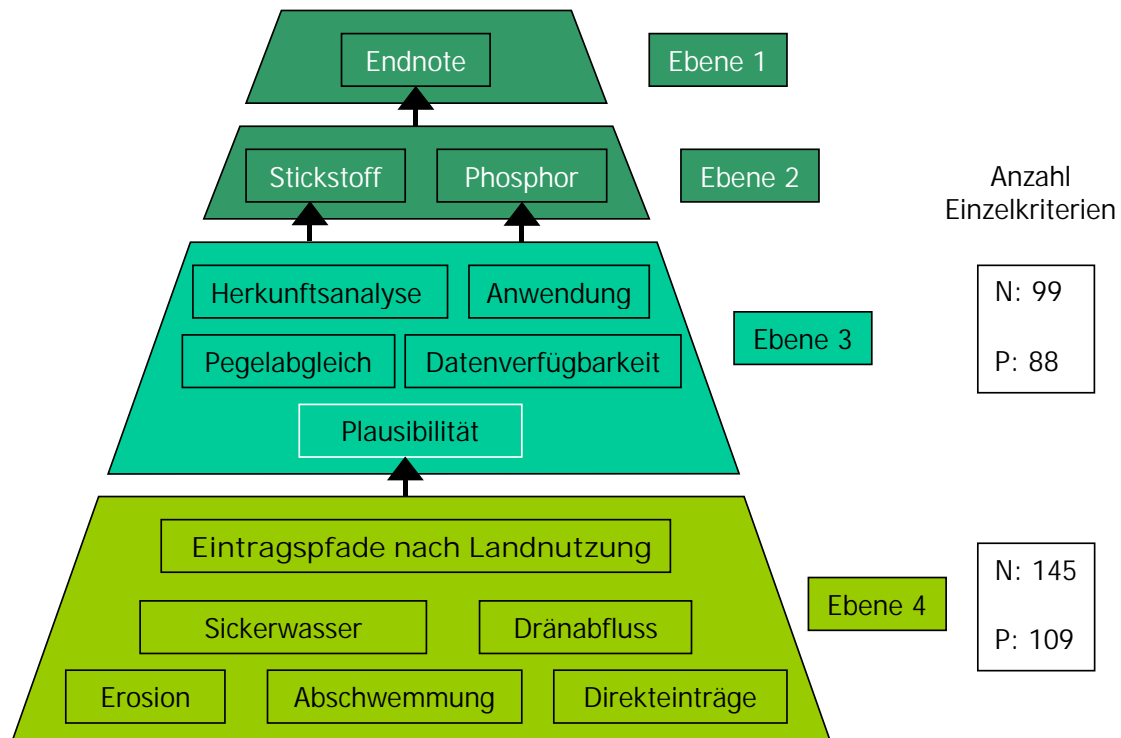 Endnote
Ebene 1
Stickstoff
Phosphor
Ebene 2
Anzahl
Einzelkriterien
Herkunftsanalyse
Anwendung
Pegelabgleich
Datenverfügbarkeit
Plausibilität
Ebene 3
N: 99
P: 88
Eintragspfade nach Landnutzung
Sickerwasser
Dränabfluss
Erosion
Abschwemmung
Direkteinträge
Ebene 4
N: 145
P: 109